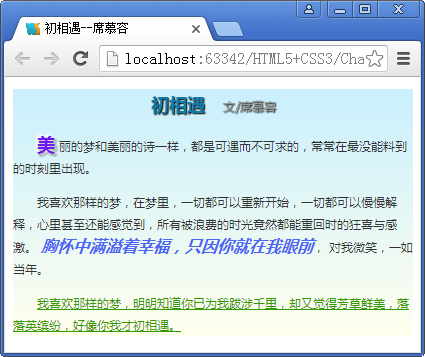 初相遇--席慕容
localhost:63342/HTML5+CSS3/Cha
初相遇 文/席慕容
美丽的梦和美丽的诗一样，都是可遇而不可求的，常常在最没能料到
的时刻里出现。
我喜欢那样的梦，在梦里，一切都可以重新开始，一切都可以慢慢解
释，心里甚至还能感觉到，所有被浪费的时光竟然都能重回时的狂喜与感
激。胸怀中满溢着幸福，只因你就在我眼前，对我微笑，一如
当年。
我喜欢那样的梦，明明知道你已为我跋涉千里，却又觉得芳草鲜美，落
落英缤纷，好像你我才初相遇。